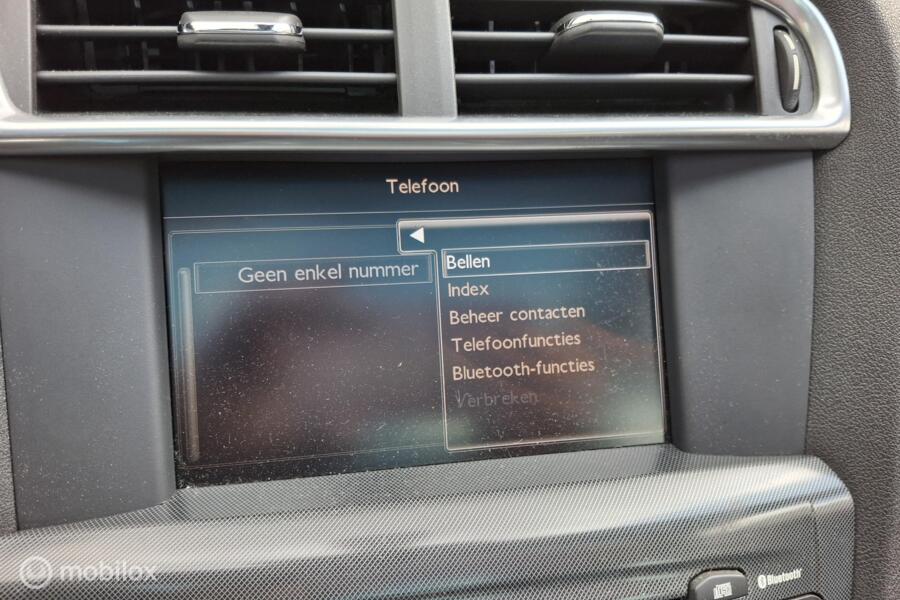 Telefoon
Geen enkel nummer
Bellen
Index
Beheer contacten
Telefoonfuncties
Bluetooth-functies
Verbreken
mobilox
Bluetooth